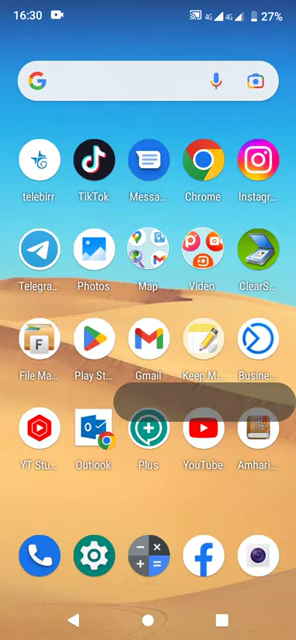 16:30 4G 4G 27%
telebirr TikTok Messa... Chrome Instagr...
Telegra... Photos Map Video ClearS...
File Ma... Play St... Gmail Keep M... Busine...
YT Stu... Outlook Plus YouTube Amhari...